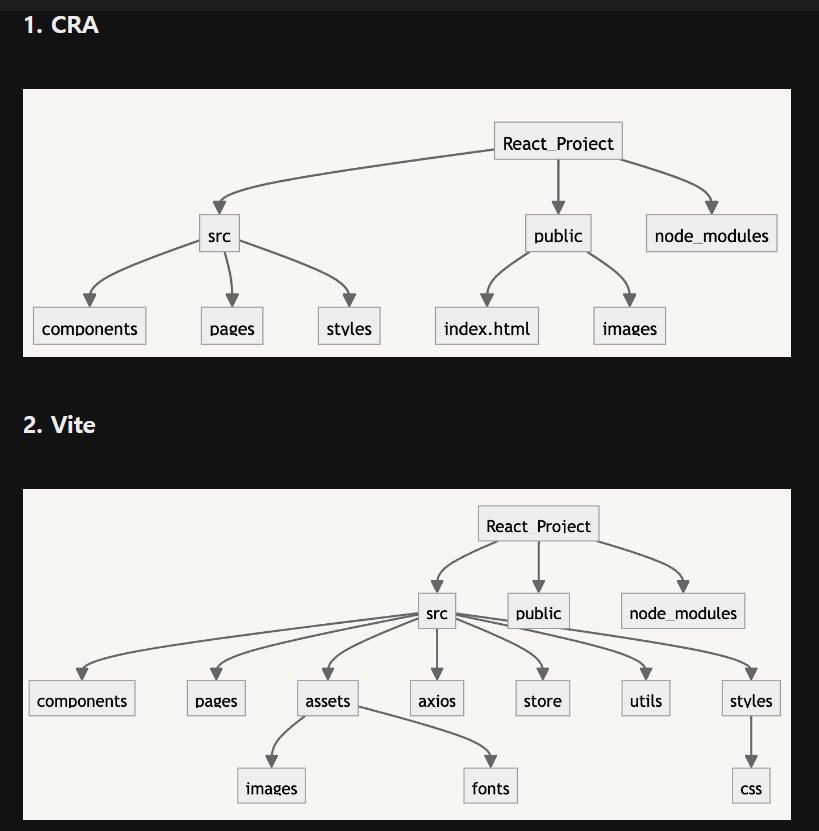 1. CRA
React_Project
src
public
node_modules
components
pages
styles
index.html
images
2. Vite
React_Project
src
public
node_modules
components
pages
assets
axios
store
utils
styles
images
fonts
css